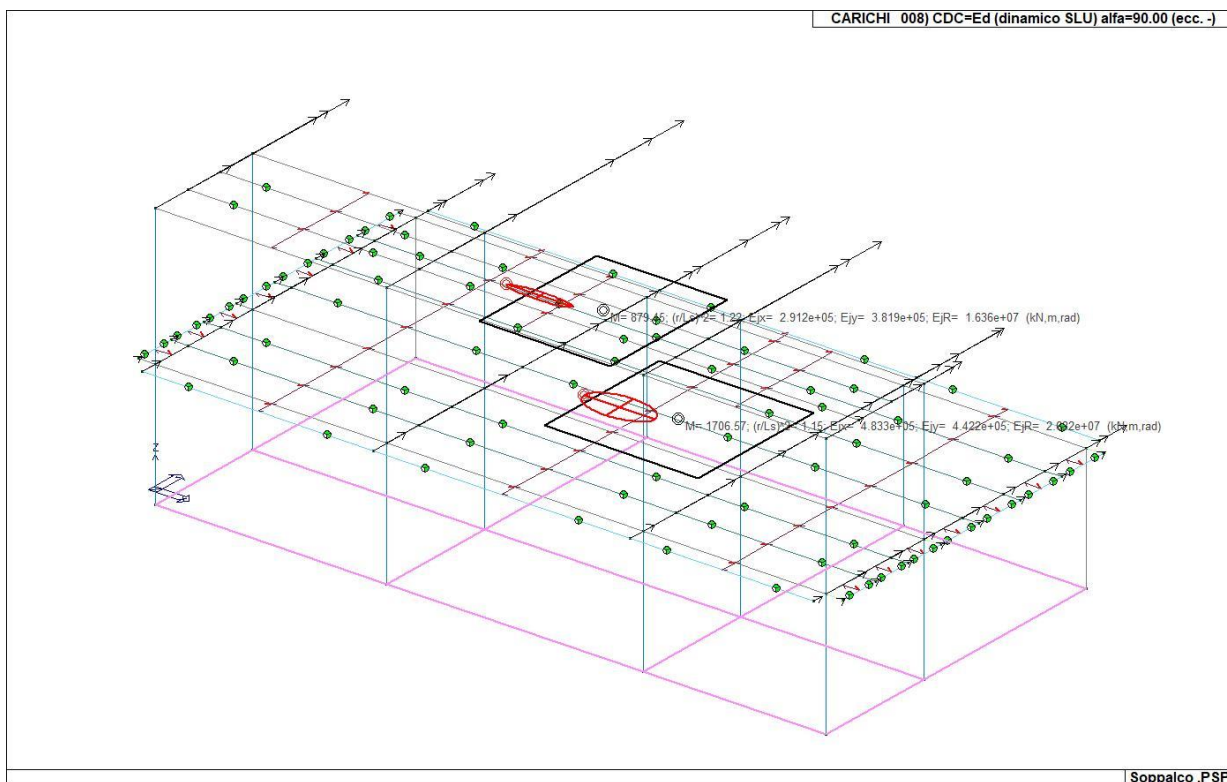 CARICHI 008) CDC=Ed (dinamico SLU) alfa=90.00 (ecc. -)
M= 879.15; (r/Ls)^2= 1.22; Ejx= 2.912e+05; Ejy= 3.819e+05; EjR= 1.636e+07 (kN,m,rad)
M= 1706.57; (r/Ls)^2= 1.15; Ejx= 4.833e+05; Ejy= 4.422e+05; EjR= (kN,m,rad)
Z
Soppalco .PSP